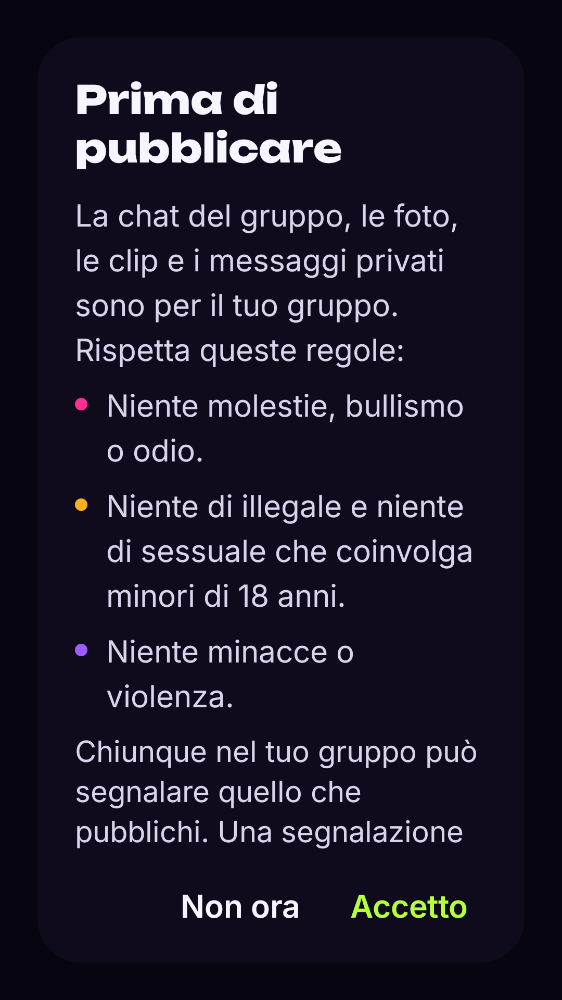 Prima di
pubblicare
La chat del gruppo, le foto,
le clip e i messaggi privati
sono per il tuo gruppo.
Rispetta queste regole:
Niente molestie, bullismo
o odio.
Niente di illegale e niente
di sessuale che coinvolga
minori di 18 anni.
Niente minacce o
violenza.
Chiunque nel tuo gruppo può
segnalare quello che
pubblichi. Una segnalazione
Non ora Accetto